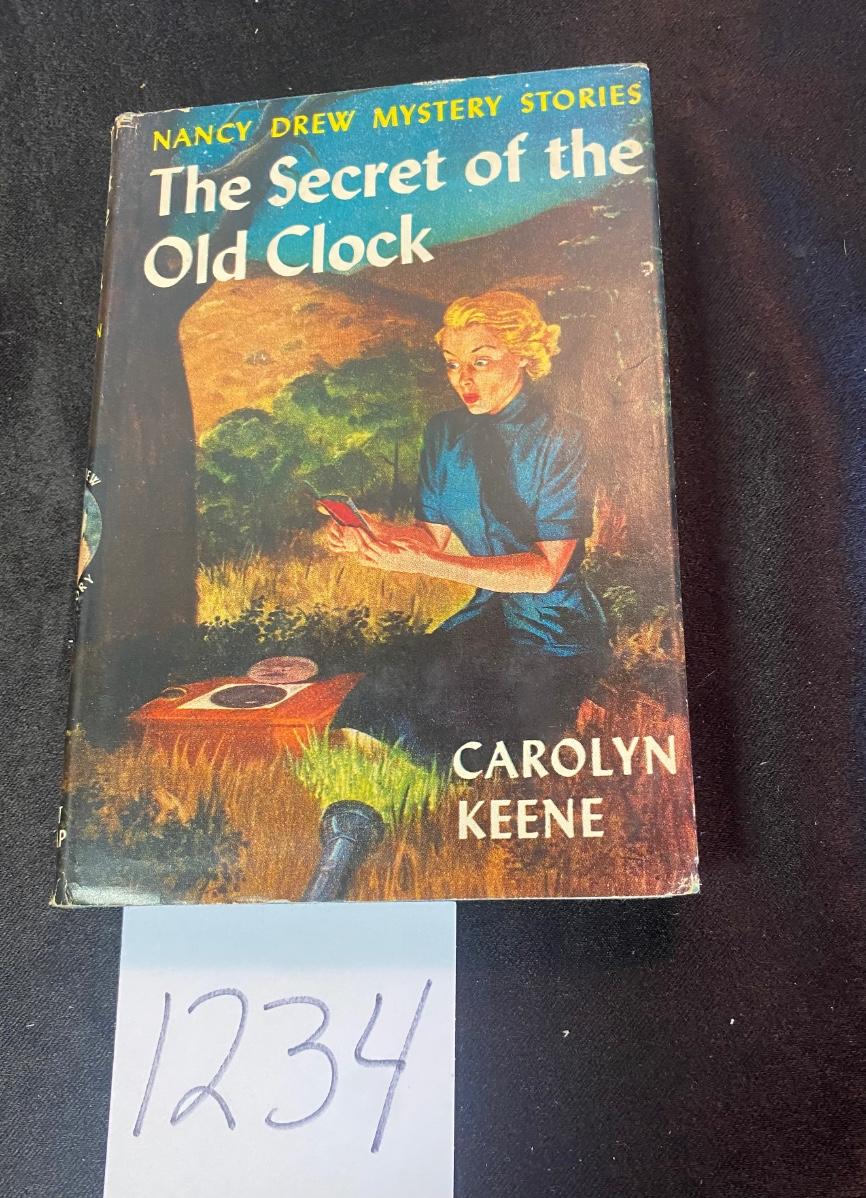 NANCY DREW MYSTERY STORIES
The Secret of the
Old Clock
CAROLYN
KEENE
1234